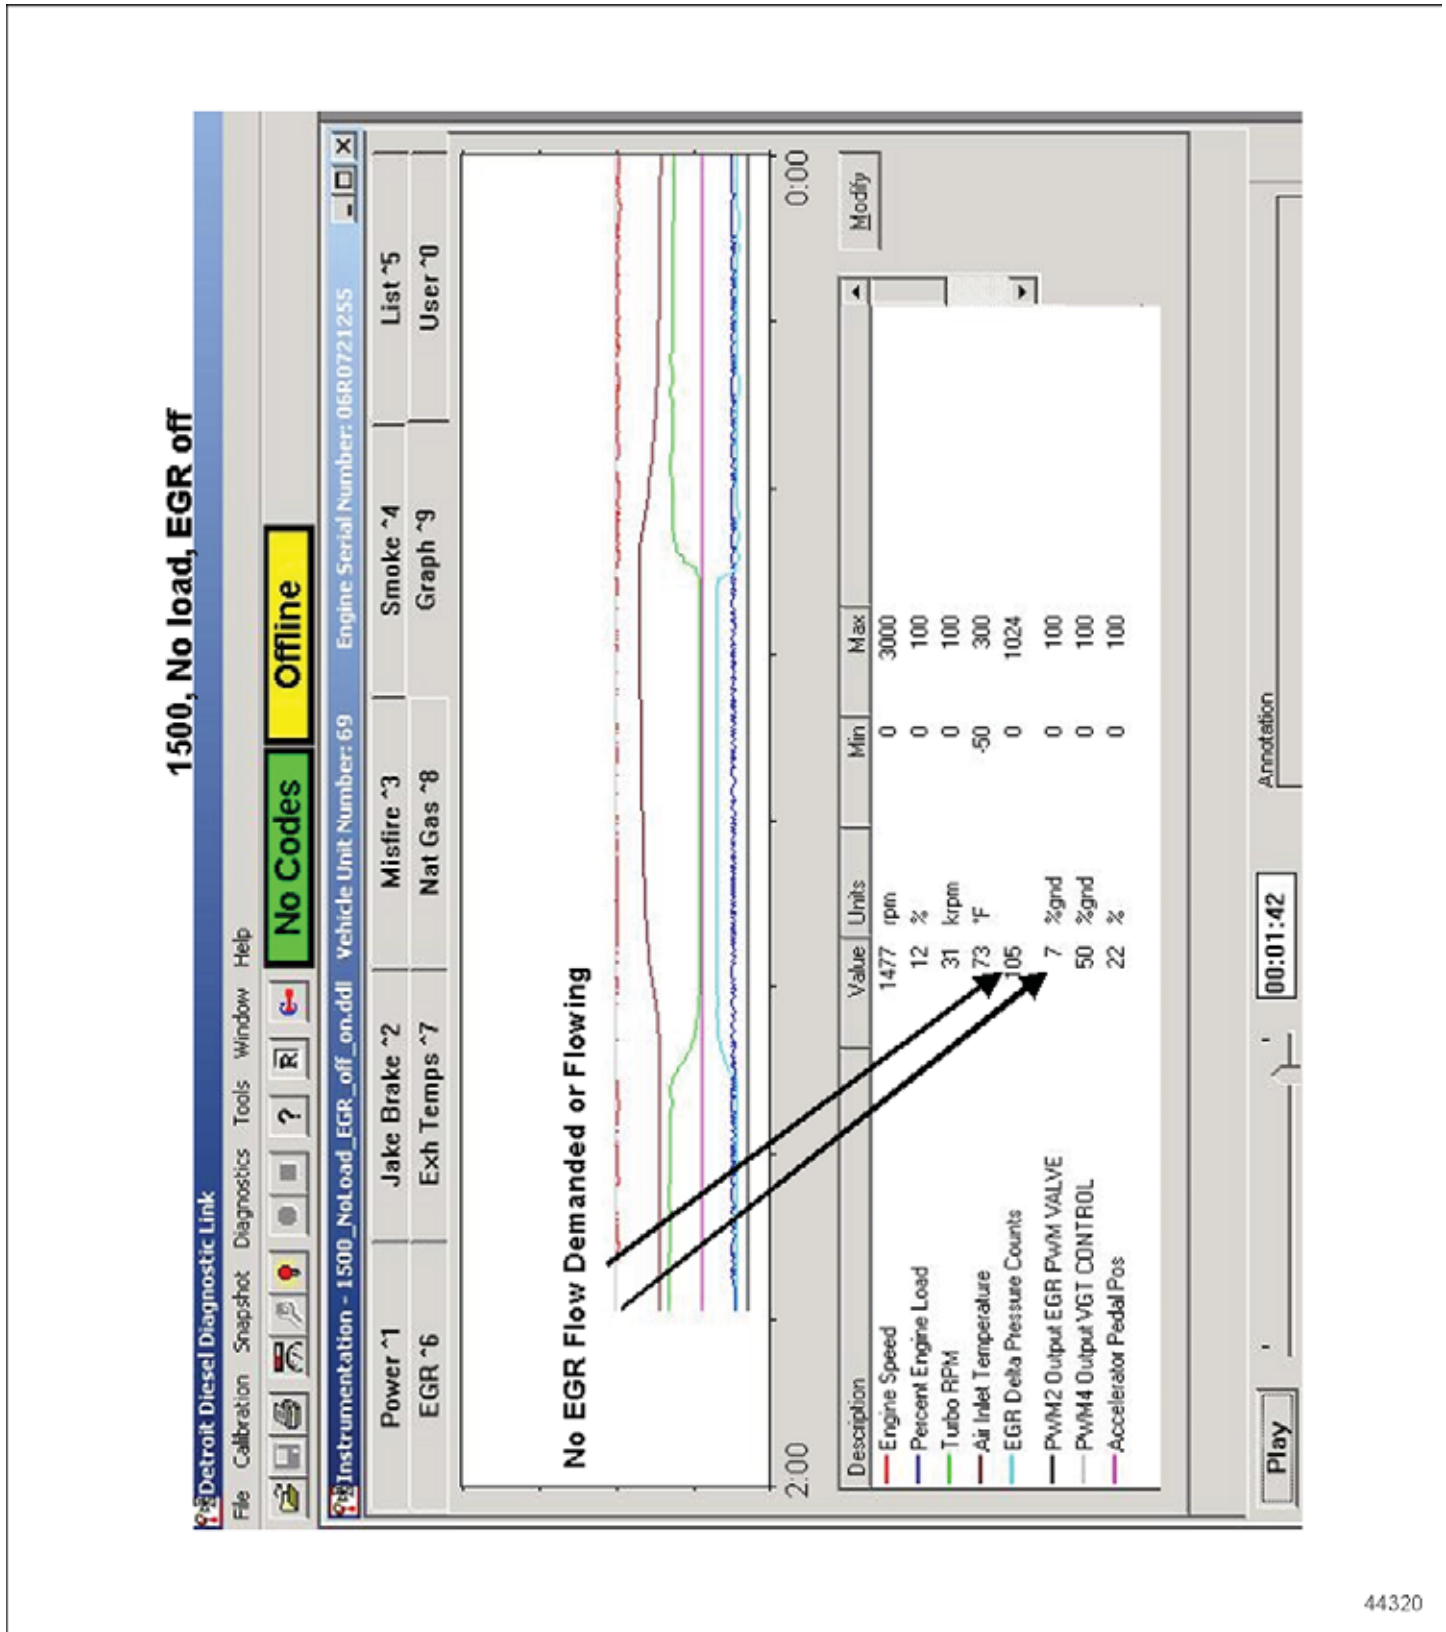 1500, No load, EGR off
Detroit Diesel Diagnostic Link
File Calibration Snapshot Diagnostics Tools Window Help
? R No Codes Offline
Instrumentation - 1500_NoLoad_EGR_off_on.ddl Vehicle Unit Number: 69 Engine Serial Number: 06R0721255
Power ^1 Jake Brake ^2 Misfire ^3 Smoke ^4 List ^5
EGR ^6 Exh Temps ^7 Nat Gas ^8 Graph ^9 User ^0
No EGR Flow Demanded or Flowing
2:00 0:00
Description Value Units Min Max Modify
Engine Speed 1477 rpm 0 3000
Percent Engine Load 12 % 0 100
Turbo RPM 31 krpm 0 100
Air Inlet Temperature 73 °F -50 300
EGR Delta Pressure Counts 105 0 1024
PWM2 Output EGR PWM VALVE 7 %gnd 0 100
PWM4 Output VGT CONTROL 50 %gnd 0 100
Accelerator Pedal Pos 22 % 0 100
Annotation
Play 00:01:42
44320